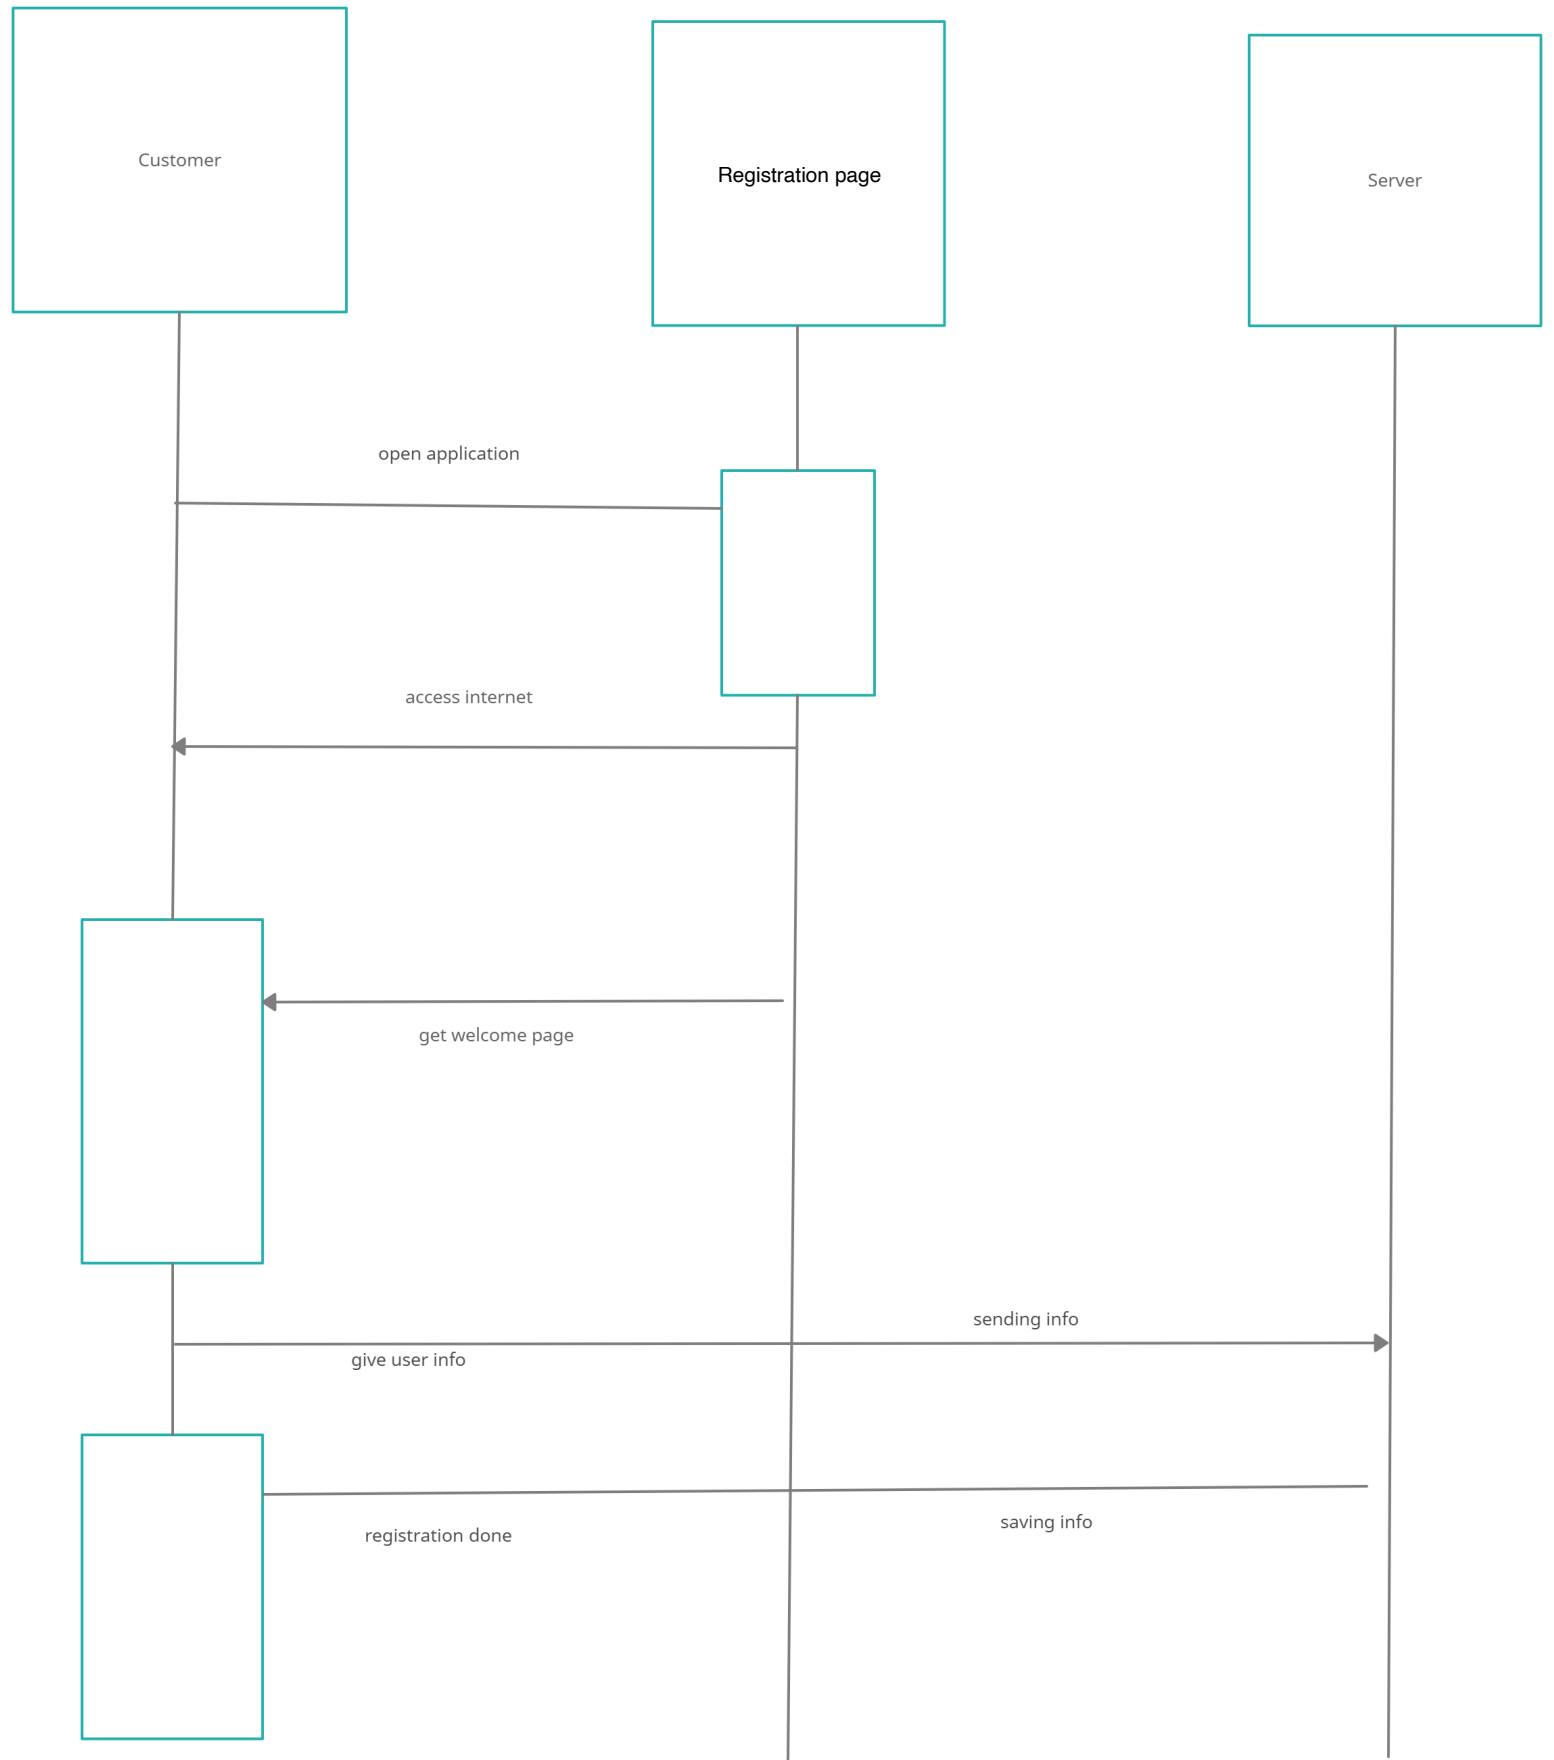 Customer
Registration page
Server
open application
access internet
get welcome page
sending info
give user info
saving info
registration done